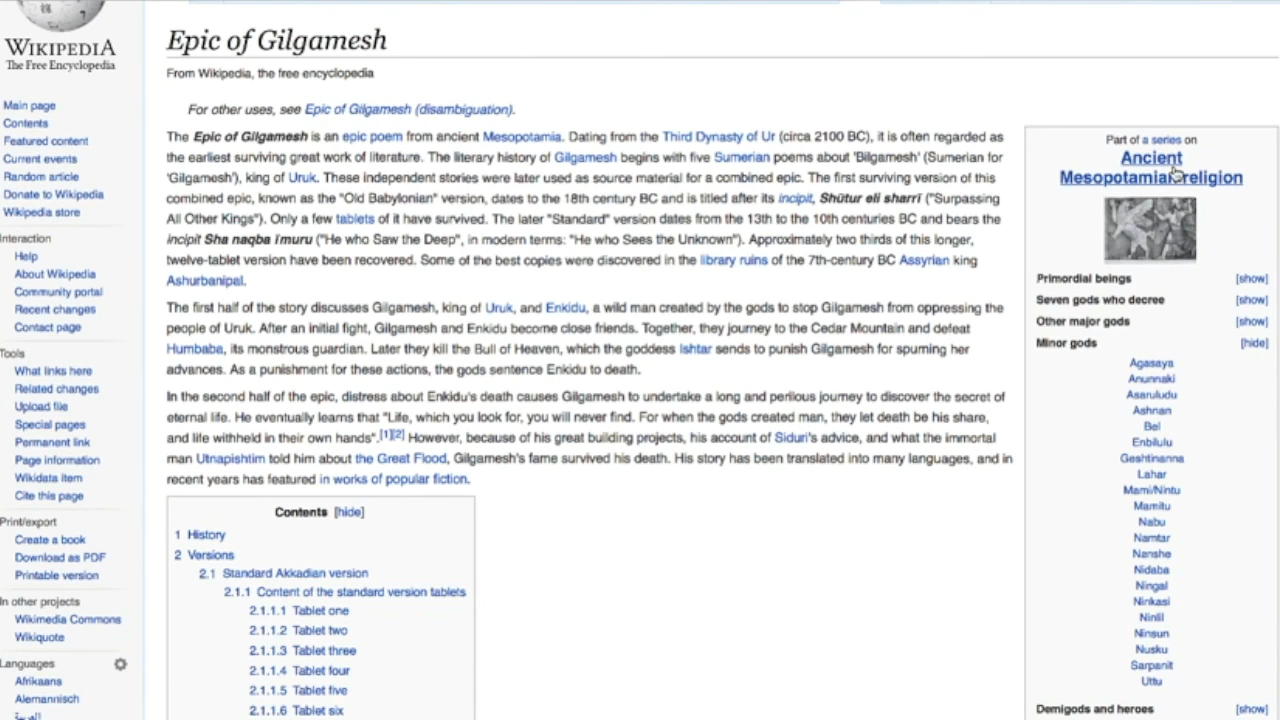 WIKIPEDIA
The Free Encyclopedia
Main page
Contents
Featured content
Current events
Random article
Donate to Wikipedia
Wikipedia store
Interaction
Help
About Wikipedia
Community portal
Recent changes
Contact page
Tools
What links here
Related changes
Upload file
Special pages
Permanent link
Page information
Wikidata item
Cite this page
Print/export
Create a book
Download as PDF
Printable version
In other projects
Wikimedia Commons
Wikiquote
Languages
Afrikaans
Alemannisch
العربية
Epic of Gilgamesh
From Wikipedia, the free encyclopedia
For other uses, see Epic of Gilgamesh (disambiguation).
The Epic of Gilgamesh is an epic poem from ancient Mesopotamia. Dating from the Third Dynasty of Ur (circa 2100 BC), it is often regarded as
the earliest surviving great work of literature. The literary history of Gilgamesh begins with five Sumerian poems about 'Bilgamesh' (Sumerian for
'Gilgamesh'), king of Uruk. These independent stories were later used as source material for a combined epic. The first surviving version of this
combined epic, known as the "Old Babylonian" version, dates to the 18th century BC and is titled after its incipit, Shūtur eli sharrī ("Surpassing
All Other Kings"). Only a few tablets of it have survived. The later "Standard" version dates from the 13th to the 10th centuries BC and bears the
incipit Sha naqba īmuru ("He who Saw the Deep", in modern terms: "He who Sees the Unknown"). Approximately two thirds of this longer,
twelve-tablet version have been recovered. Some of the best copies were discovered in the library ruins of the 7th-century BC Assyrian king
Ashurbanipal.
The first half of the story discusses Gilgamesh, king of Uruk, and Enkidu, a wild man created by the gods to stop Gilgamesh from oppressing the
people of Uruk. After an initial fight, Gilgamesh and Enkidu become close friends. Together, they journey to the Cedar Mountain and defeat
Humbaba, its monstrous guardian. Later they kill the Bull of Heaven, which the goddess Ishtar sends to punish Gilgamesh for spurning her
advances. As a punishment for these actions, the gods sentence Enkidu to death.
In the second half of the epic, distress about Enkidu's death causes Gilgamesh to undertake a long and perilous journey to discover the secret of
eternal life. He eventually learns that "Life, which you look for, you will never find. For when the gods created man, they let death be his share,
and life withheld in their own hands".[1][2] However, because of his great building projects, his account of Siduri's advice, and what the immortal
man Utnapishtim told him about the Great Flood, Gilgamesh's fame survived his death. His story has been translated into many languages, and in
recent years has featured in works of popular fiction.
Contents [hide]
1 History
2 Versions
2.1 Standard Akkadian version
2.1.1 Content of the standard version tablets
2.1.1.1 Tablet one
2.1.1.2 Tablet two
2.1.1.3 Tablet three
2.1.1.4 Tablet four
2.1.1.5 Tablet five
2.1.1.6 Tablet six
Part of a series on
Ancient
Mesopotamian religion
Primordial beings [show]
Seven gods who decree [show]
Other major gods [show]
Minor gods [hide]
Agasaya
Anunnaki
Asaruludu
Ashnan
Bel
Enbilulu
Geshtinanna
Lahar
Mami/Nintu
Mamitu
Nabu
Namtar
Nanshe
Nidaba
Ningal
Ninkasi
Ninlil
Ninsun
Nusku
Sarpanit
Uttu
Demigods and heroes [show]